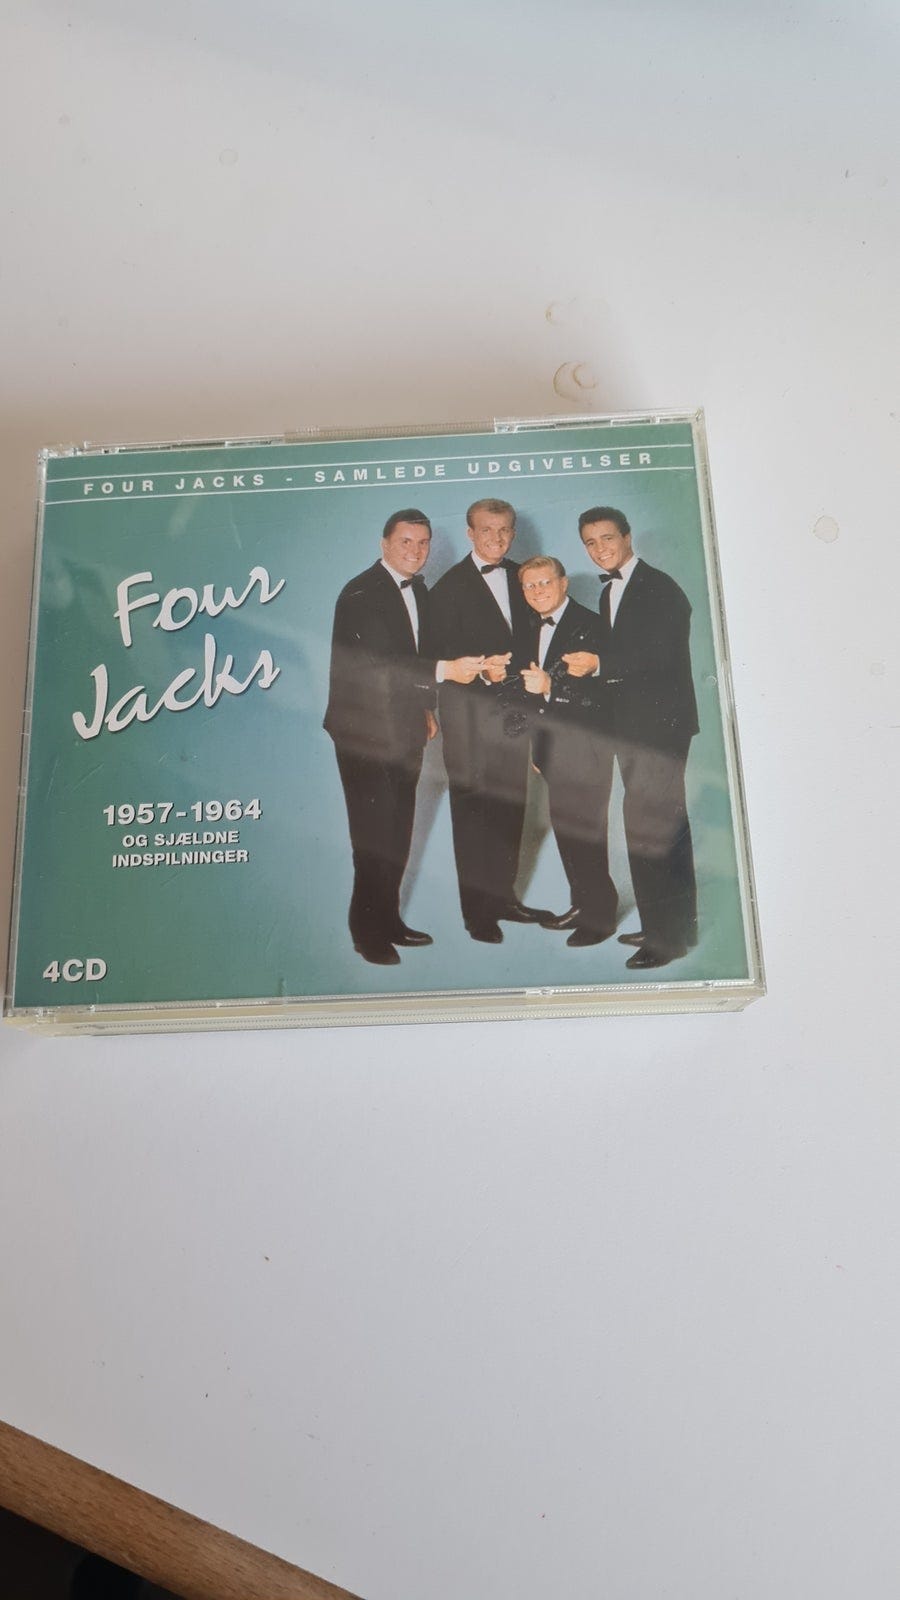 FOUR JACKS - SAMLEDE UDGIVELSER
Four
Jacks
1957-1964
OG SJÆLDNE
INDSPILNINGER
4CD